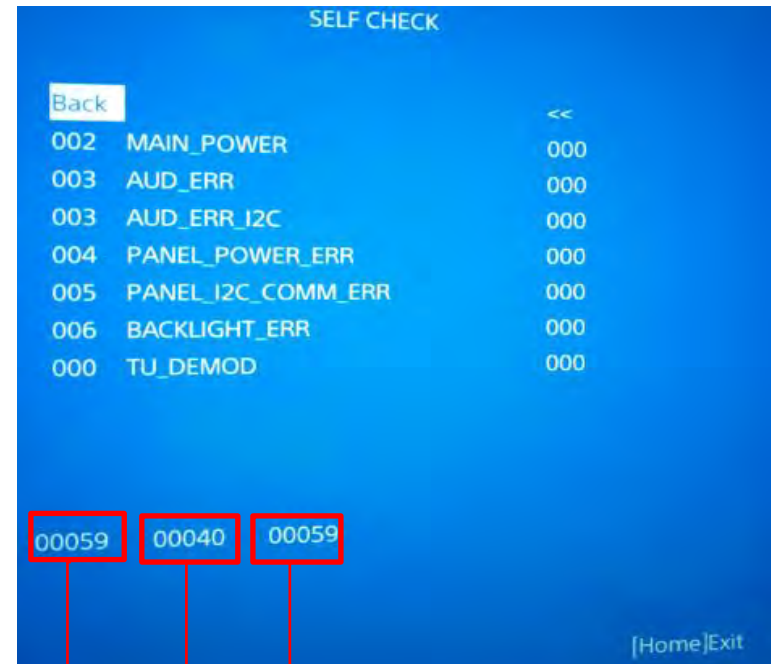 SELF CHECK
Back <<
002 MAIN_POWER 000
003 AUD_ERR 000
003 AUD_ERR_I2C 000
004 PANEL_POWER_ERR 000
005 PANEL_I2C_COMM_ERR 000
006 BACKLIGHT_ERR 000
000 TU_DEMOD 000
00059 00040 00059
[Home]Exit